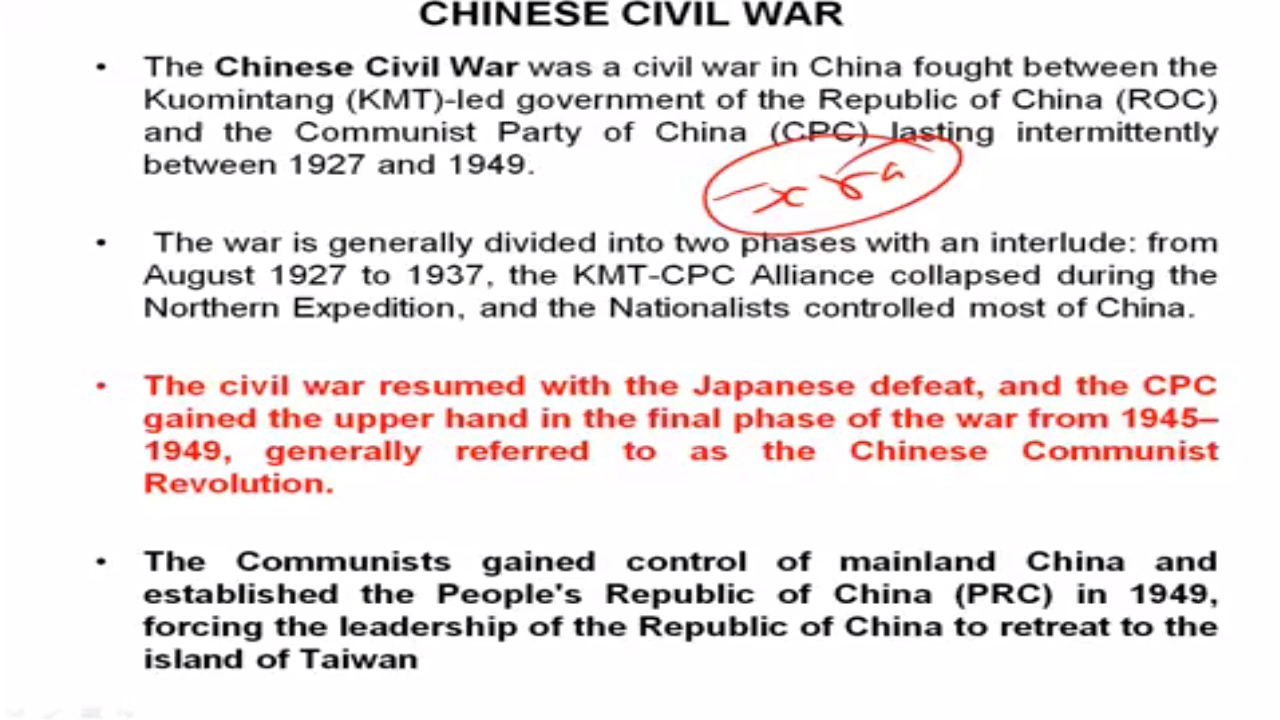 CHINESE CIVIL WAR
• The Chinese Civil War was a civil war in China fought between the
Kuomintang (KMT)-led government of the Republic of China (ROC)
and the Communist Party of China (CPC) lasting intermittently
between 1927 and 1949.
• The war is generally divided into two phases with an interlude: from
August 1927 to 1937, the KMT-CPC Alliance collapsed during the
Northern Expedition, and the Nationalists controlled most of China.
• The civil war resumed with the Japanese defeat, and the CPC
gained the upper hand in the final phase of the war from 1945–
1949, generally referred to as the Chinese Communist
Revolution.
• The Communists gained control of mainland China and
established the People's Republic of China (PRC) in 1949,
forcing the leadership of the Republic of China to retreat to the
island of Taiwan